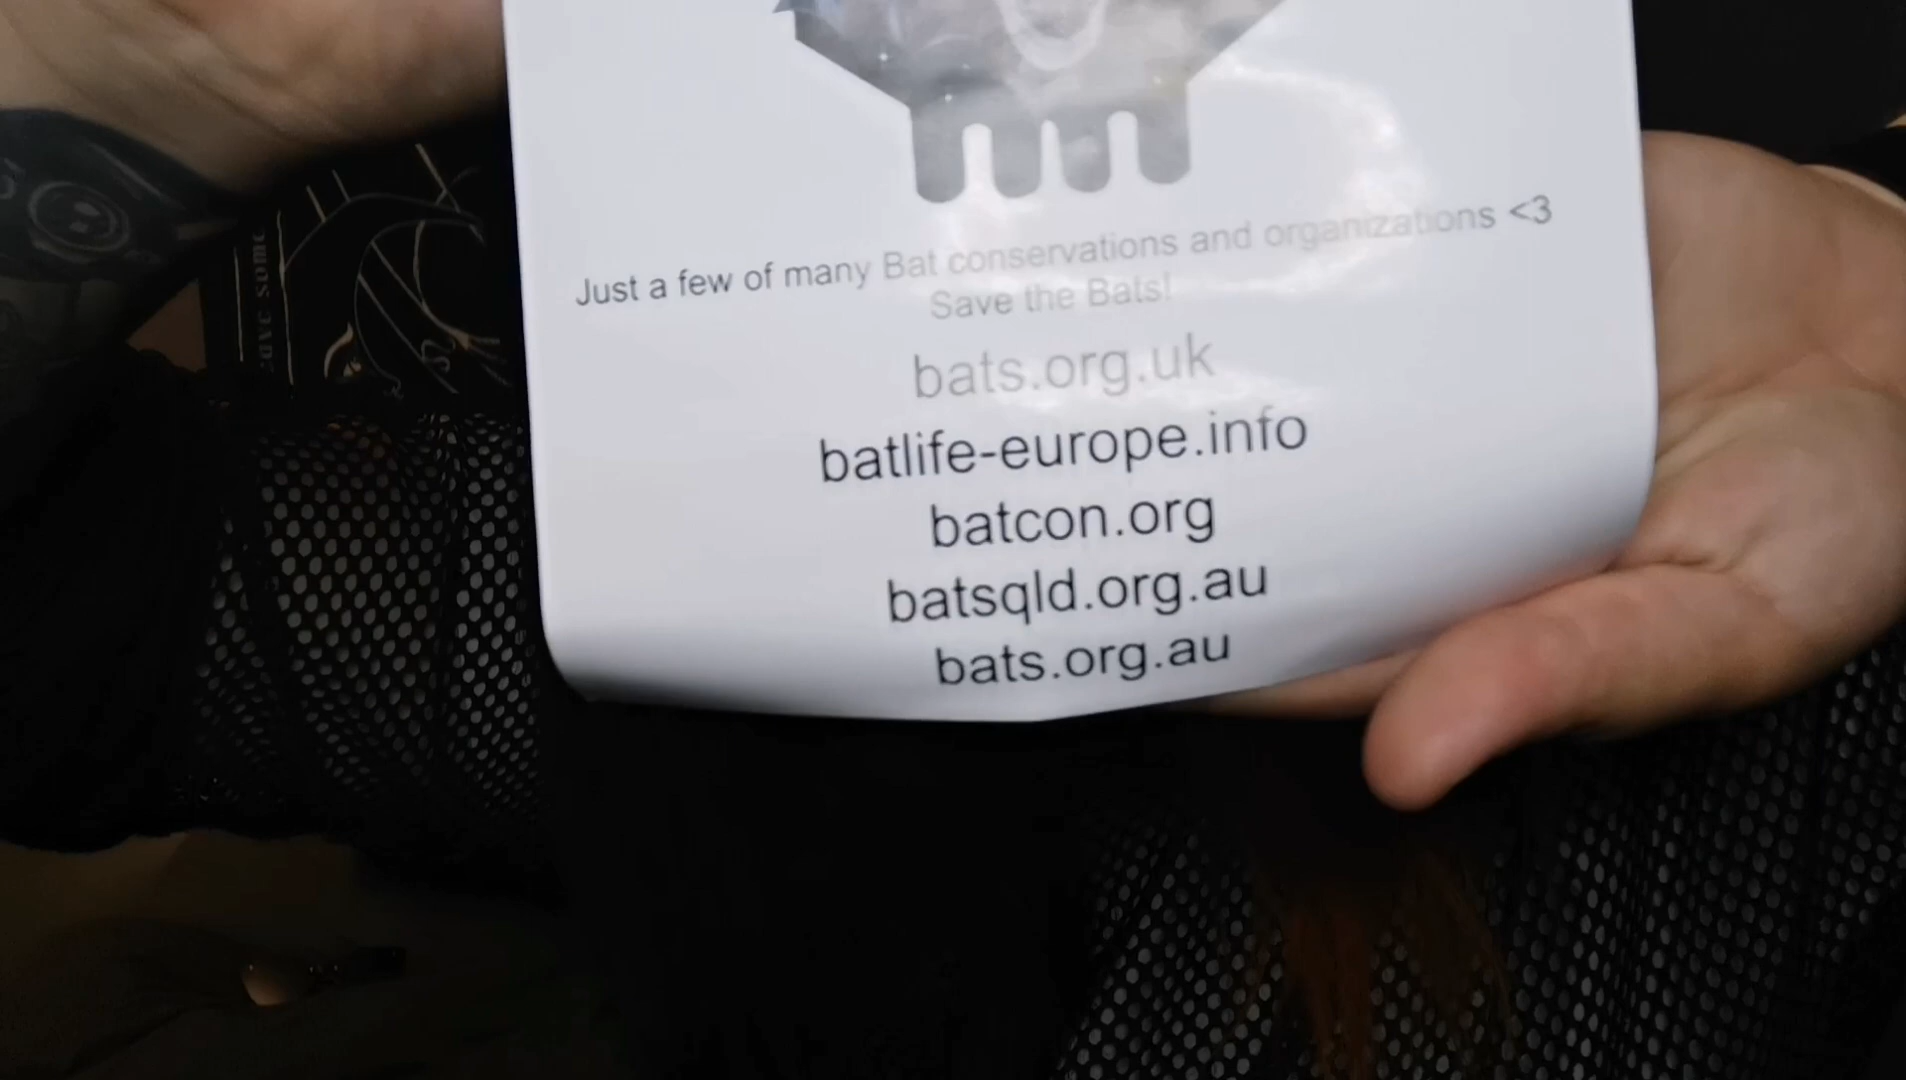 Just a few of many Bat conservations and organizations <3
Save the Bats!
bats.org.uk
batlife-europe.info
batcon.org
batsqld.org.au
bats.org.au